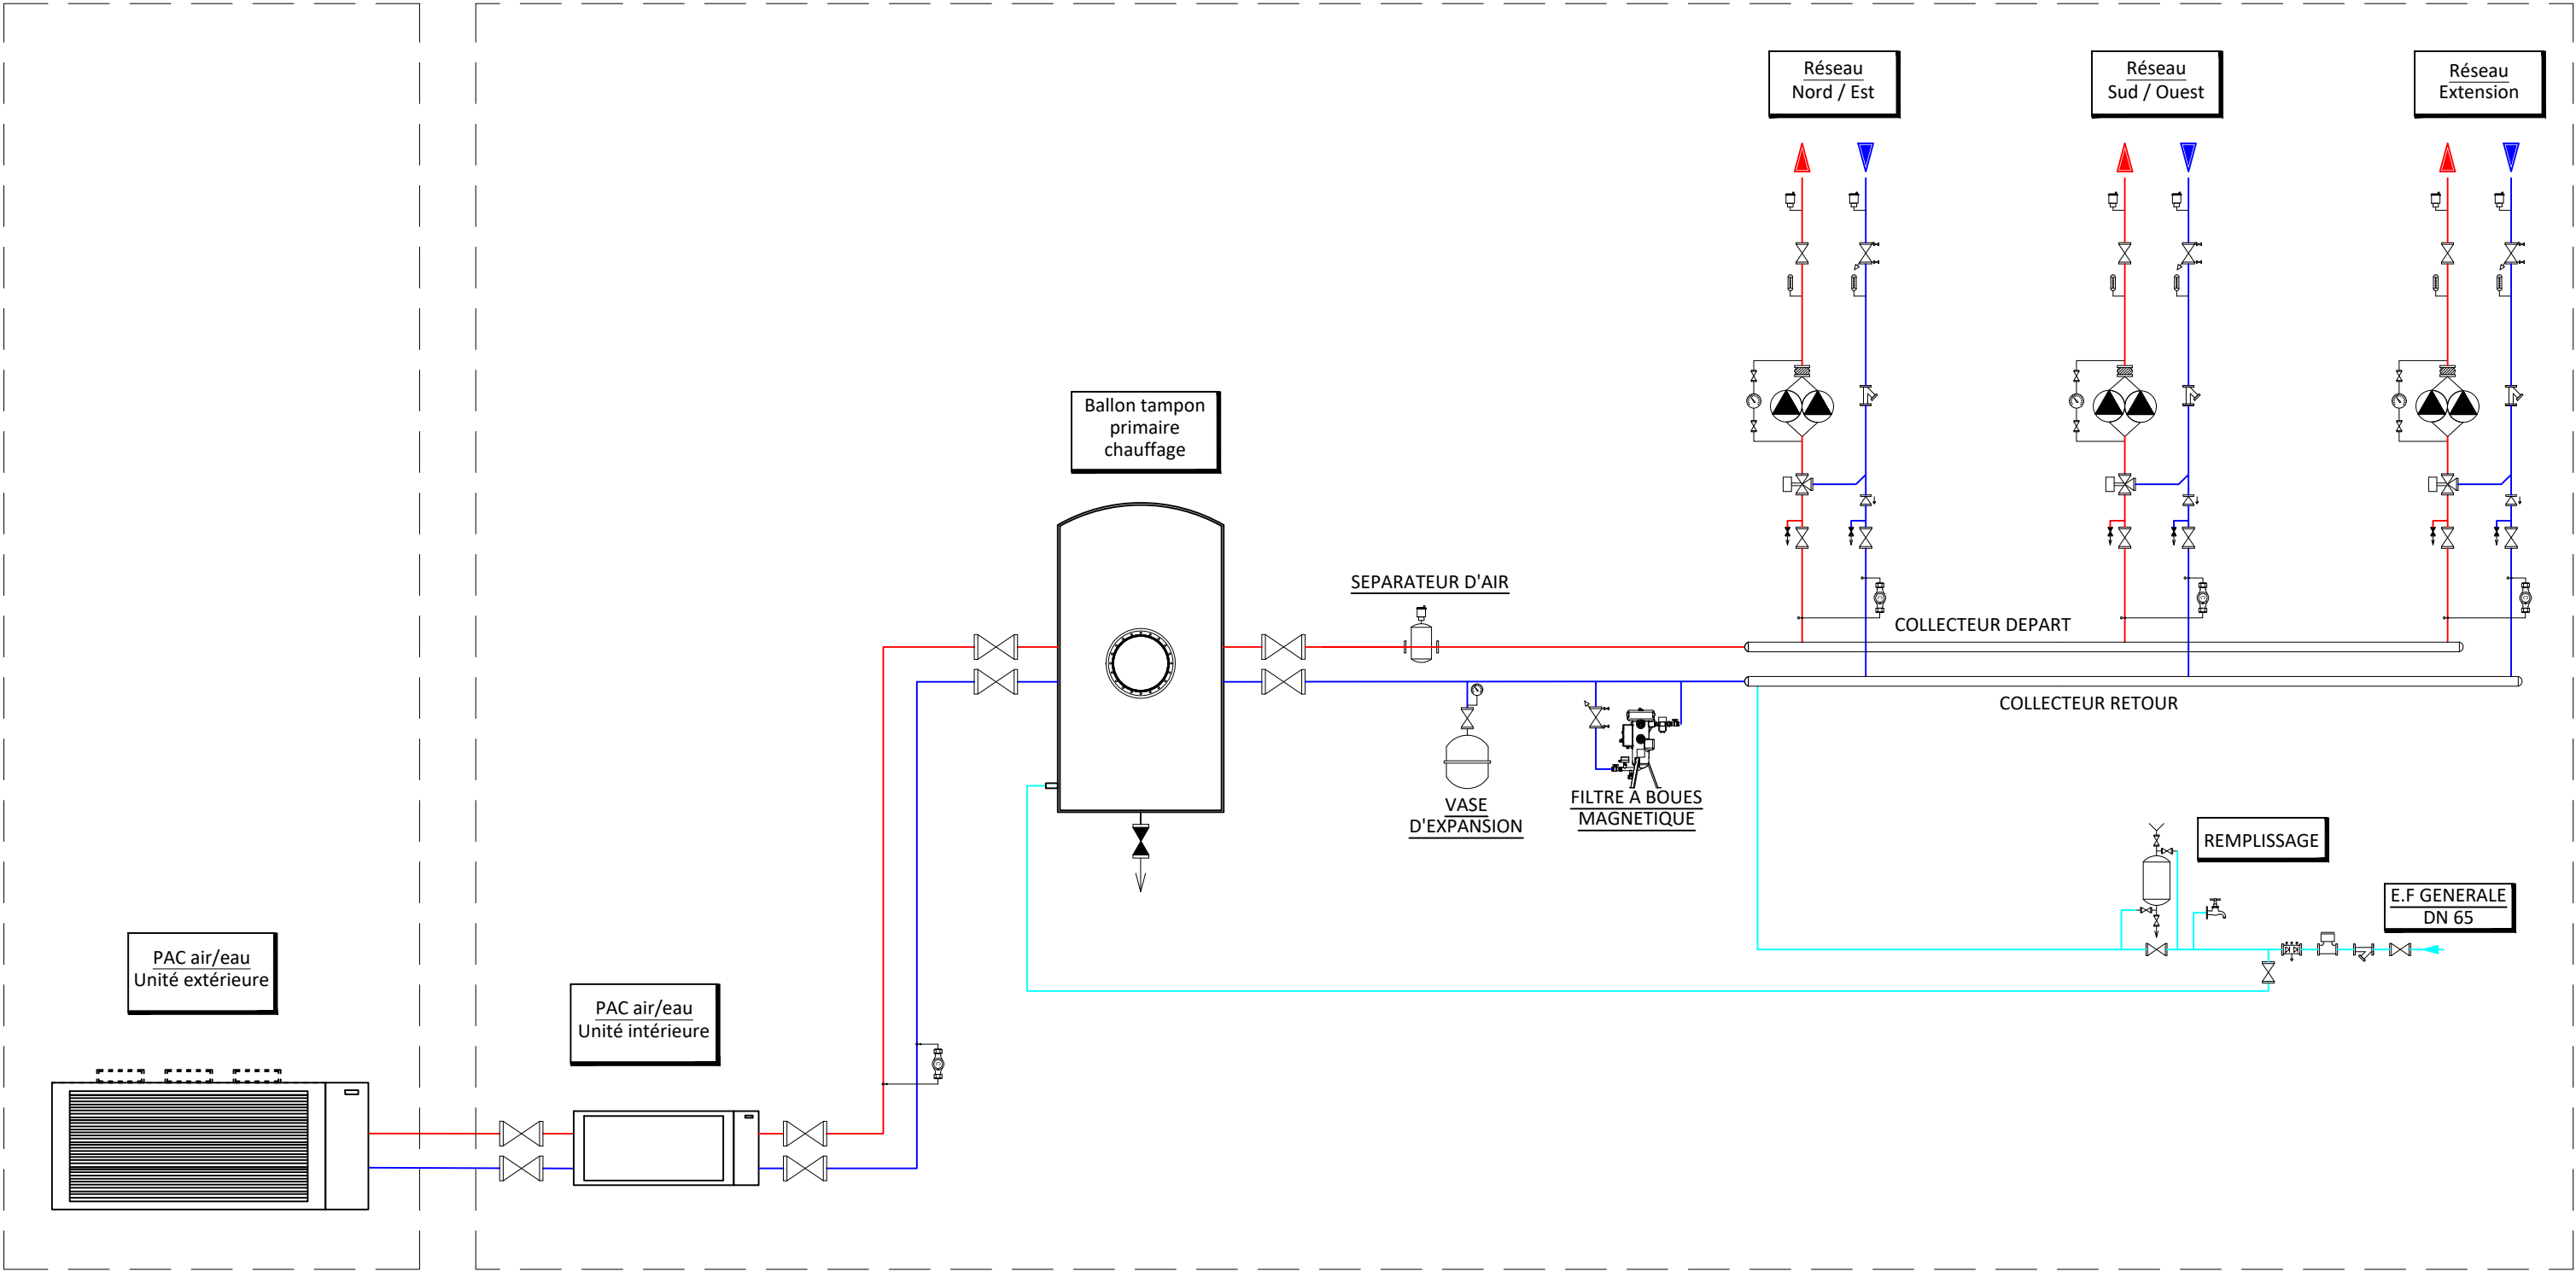 Réseau
Nord / Est
Réseau
Sud / Ouest
Réseau
Extension
Ballon tampon
primaire
chauffage
SEPARATEUR D'AIR
COLLECTEUR DEPART
COLLECTEUR RETOUR
VASE
D'EXPANSION
FILTRE A BOUES
MAGNETIQUE
REMPLISSAGE
E.F GENERALE
DN 65
PAC air/eau
Unité extérieure
PAC air/eau
Unité intérieure